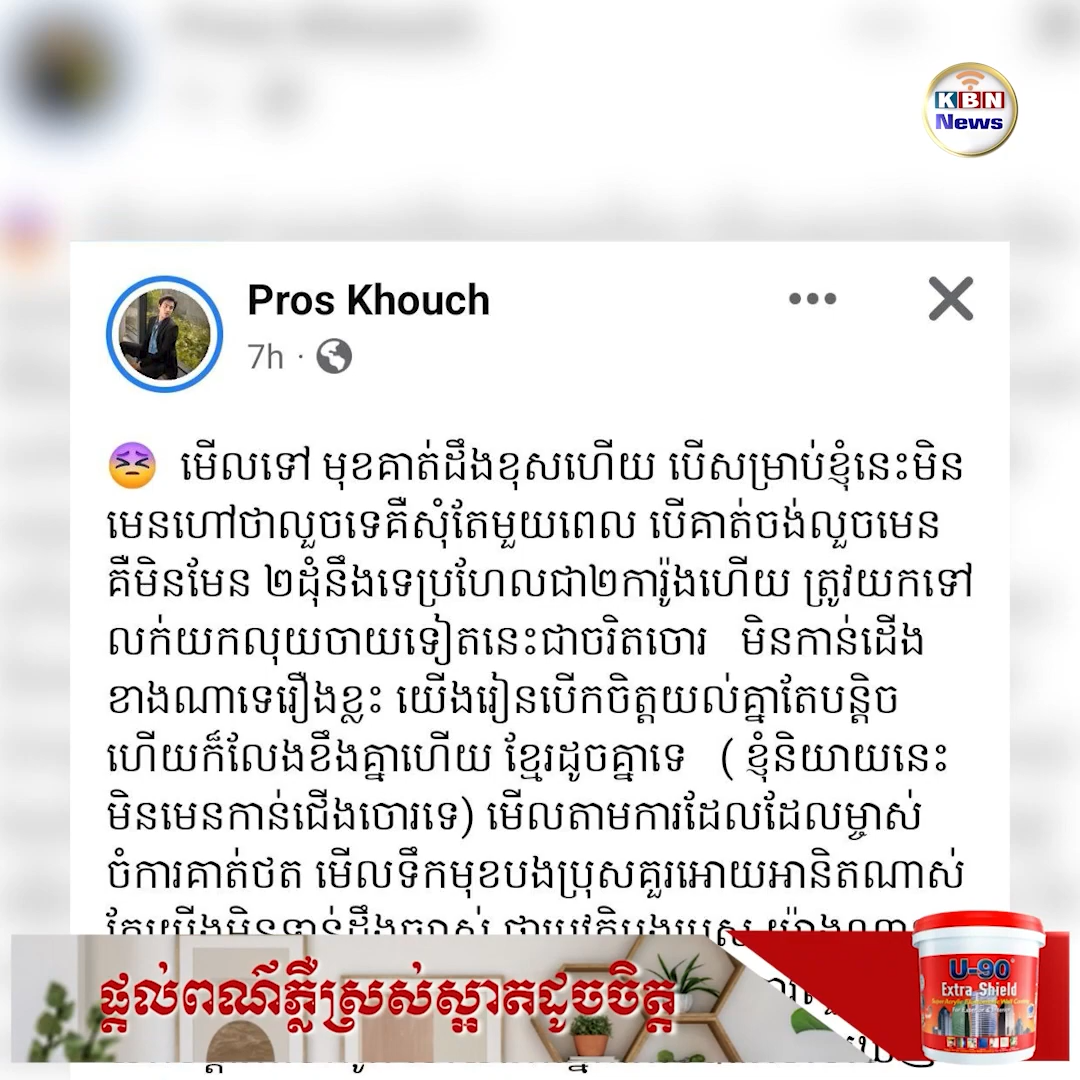 KBN
News
Pros Khouch
7h ·
មើលទៅ មុខគាត់ដឹងខុសហើយ បើសម្រាប់ខ្ញុំនេះមិន
មេនហៅថាលួចទេគឺសុំតែមួយពេល បើគាត់ចង់លួចមេន
គឺមិនមែន ២ដុំនឹងទេប្រហែលជា២ការ៉ូងហើយ ត្រូវយកទៅ
លក់យកលុយចាយទៀតនេះជាចរិតចោរ មិនកាន់ដើង
ខាងណាទេរឿងខ្លះ យើងរៀនបើកចិត្តយល់គ្នាតែបន្តិច
ហើយក៏លែងខឹងគ្នាហើយ ខ្មែរដូចគ្នាទេ ( ខ្ញុំនិយាយនេះ
មិនមេនកាន់ជើងចោរទេ) មើលតាមការដែលដែលម្ចាស់
ចំការគាត់ថត មើលទឹកមុខបងប្រុសគួរអោយអានិតណាស់
ផ្តល់ពណ៌ភ្លឺស្រស់ស្អាតដូចចិត្ត
U-90
Extra Shield